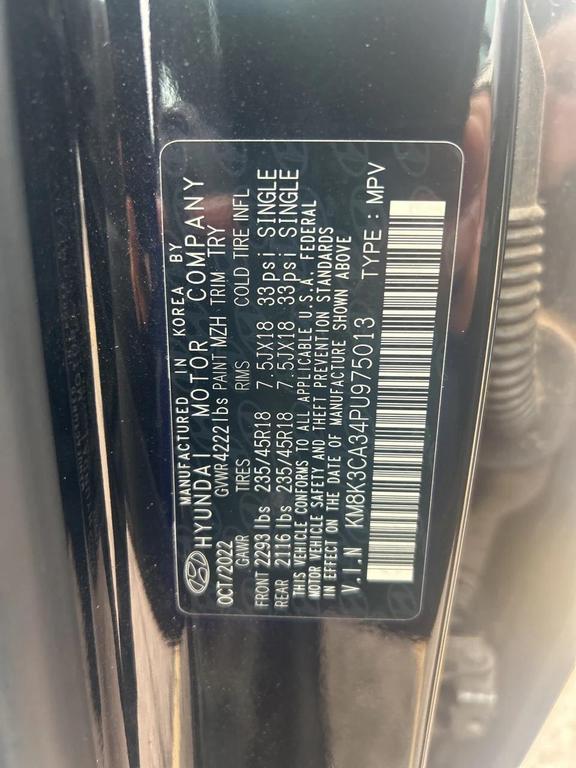 MANUFACTURED IN KOREA BY
HYUNDAI MOTOR COMPANY
OCT/2022 GVWR 4222 lbs PAINT MZH TRIM TRY
GAWR TIRES RIMS COLD TIRE INFL
FRONT 2293 lbs 235/45R18 7.5JX18 33psi SINGLE
REAR 2116 lbs 235/45R18 7.5JX18 33psi SINGLE
THIS VEHICLE CONFORMS TO ALL APPLICABLE U.S.A. FEDERAL
MOTOR VEHICLE SAFETY AND THEFT PREVENTION STANDARDS
IN EFFECT ON THE DATE OF MANUFACTURE SHOWN ABOVE
V.I.N KM8K3CA34PU975013 TYPE : MPV